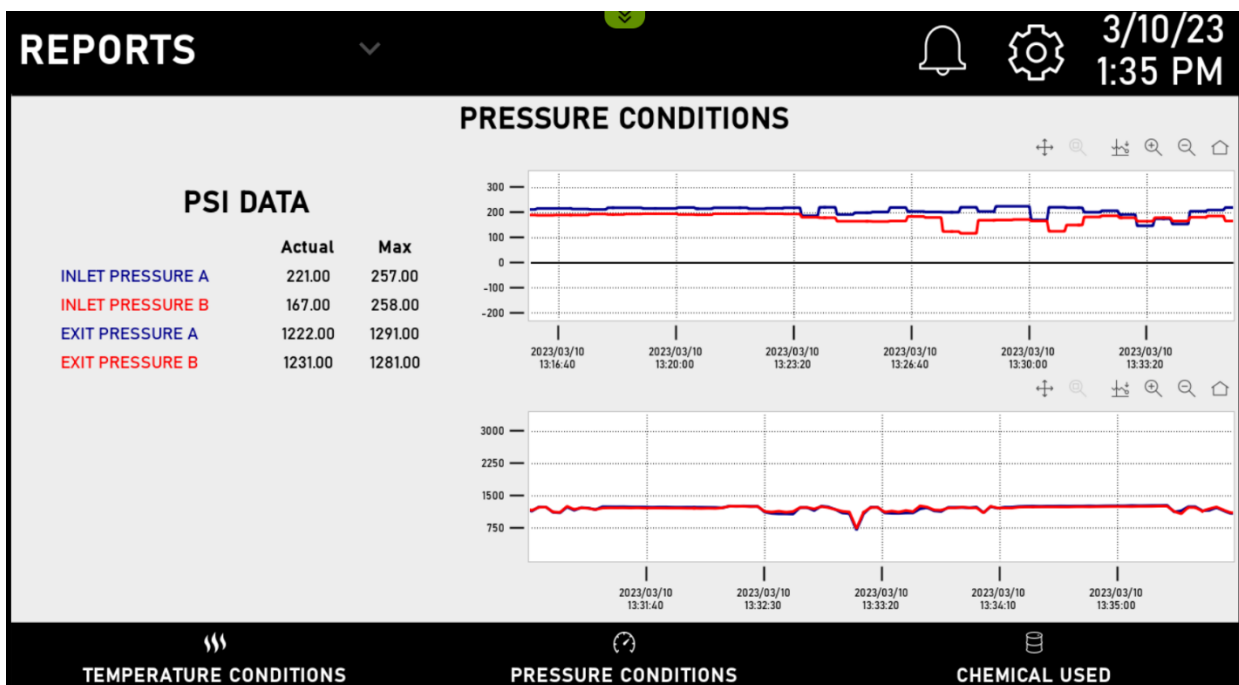 REPORTS
3/10/23
1:35 PM
PRESSURE CONDITIONS
PSI DATA
Actual Max
INLET PRESSURE A 221.00 257.00
INLET PRESSURE B 167.00 258.00
EXIT PRESSURE A 1222.00 1291.00
EXIT PRESSURE B 1231.00 1281.00
300
200
100
0
-100
-200
2023/03/10 2023/03/10 2023/03/10 2023/03/10 2023/03/10 2023/03/10
13:16:40 13:20:00 13:23:20 13:26:40 13:30:00 13:33:20
3000
2250
1500
750
2023/03/10 2023/03/10 2023/03/10 2023/03/10 2023/03/10
13:31:40 13:32:30 13:33:20 13:34:10 13:35:00
TEMPERATURE CONDITIONS PRESSURE CONDITIONS CHEMICAL USED